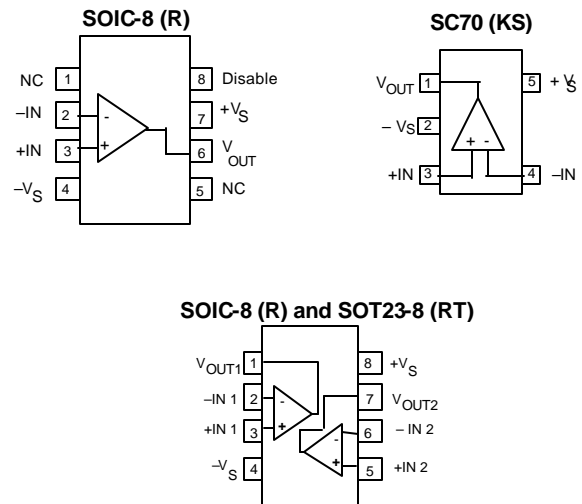 SOIC-8 (R)
NC 1 8 Disable
–IN 2 - 7 +VS
+IN 3 + 6 VOUT
–VS 4 5 NC
SC70 (KS)
VOUT 1 5 + VS
– VS 2
+ -
+IN 3 4 –IN
SOIC-8 (R) and SOT23-8 (RT)
VOUT1 1 8 +VS
–IN 1 2 - 7 VOUT2
+IN 1 3 + - 6 – IN 2
–VS 4 + 5 +IN 2